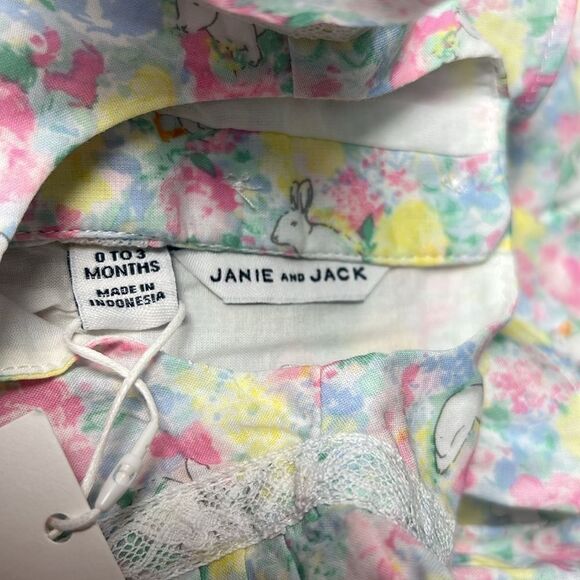 0 TO 3
MONTHS
MADE IN
INDONESIA
JANIE AND JACK